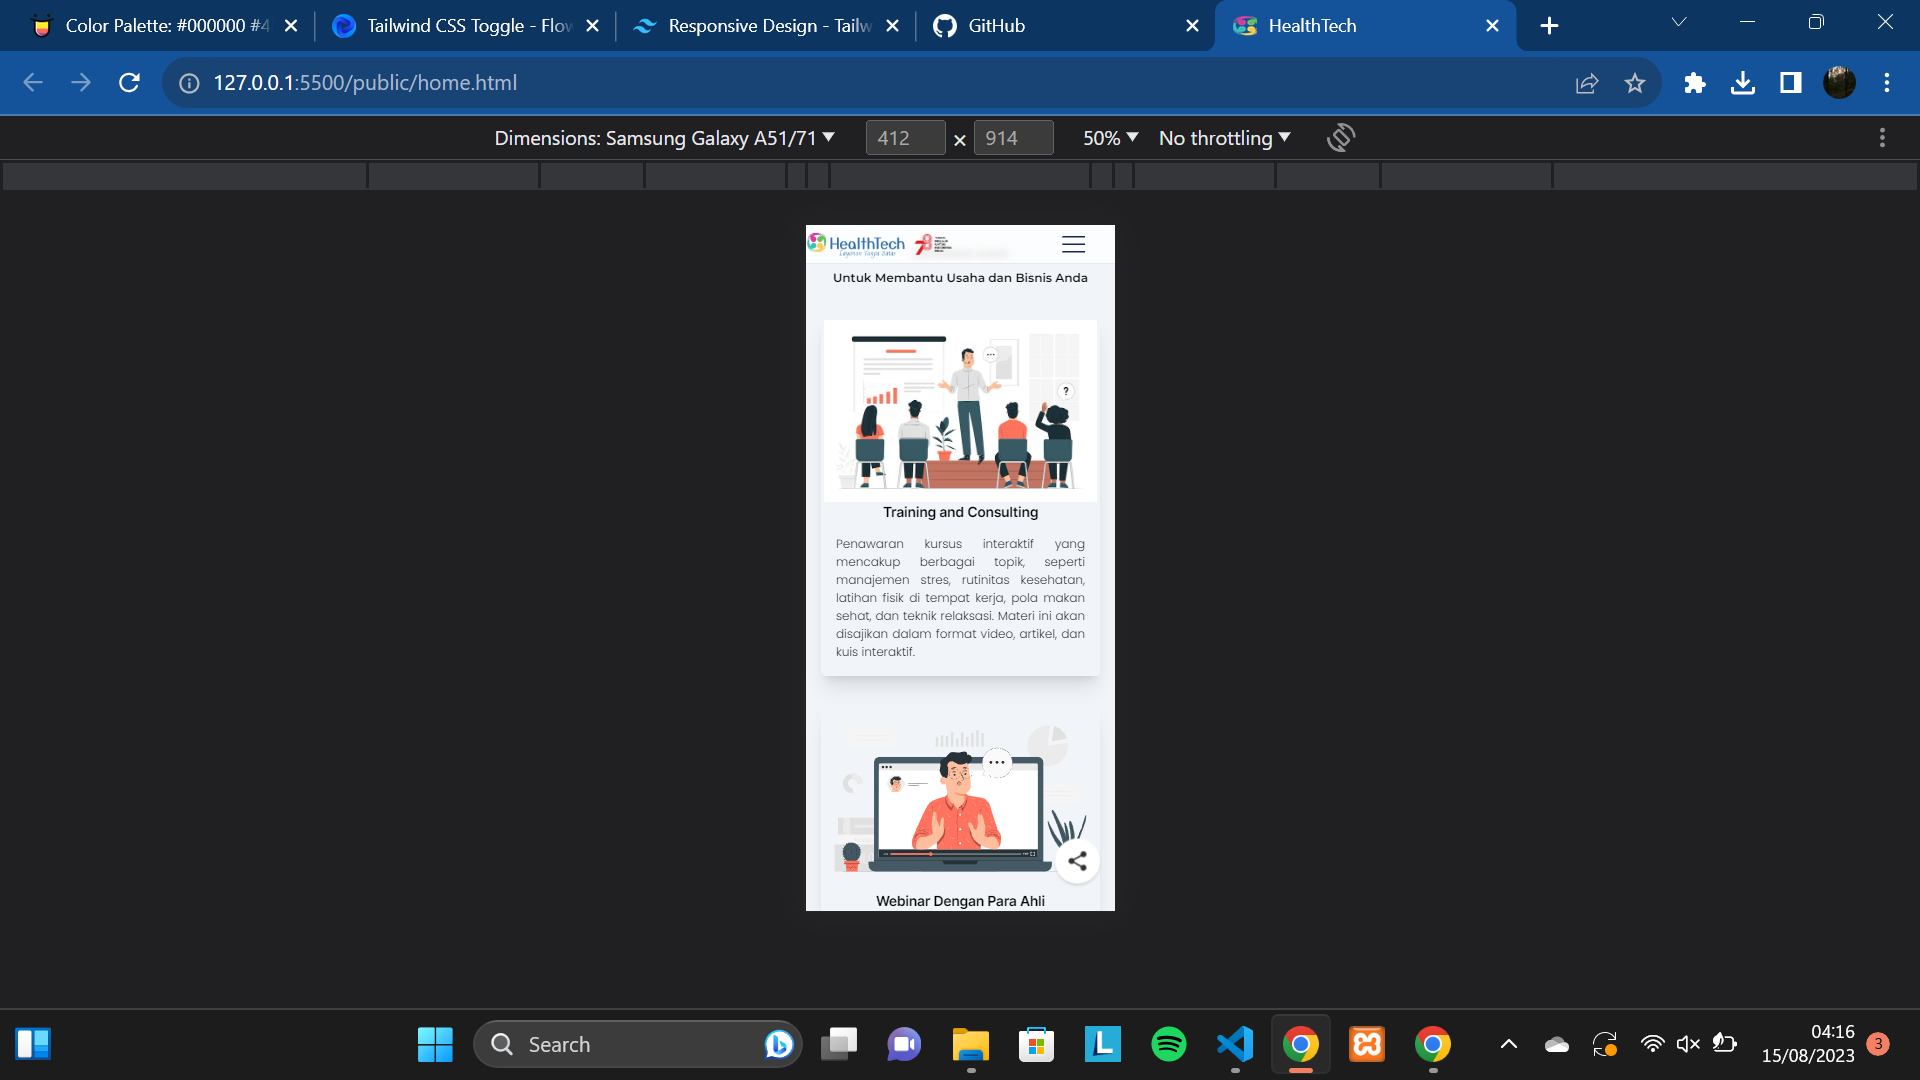 Color Palette: #000000 #4
Tailwind CSS Toggle - Flow
Responsive Design - Tailw
GitHub
HealthTech
127.0.0.1:5500/public/home.html
Dimensions: Samsung Galaxy A51/71
412
×
914
50%
No throttling
HealthTech
Layanan Tanpa Batas
78
Untuk Membantu Usaha dan Bisnis Anda
?
Training and Consulting
Penawaran kursus interaktif yang
mencakup berbagai topik, seperti
manajemen stres, rutinitas kesehatan,
latihan fisik di tempat kerja, pola makan
sehat, dan teknik relaksasi. Materi ini akan
disajikan dalam format video, artikel, dan
kuis interaktif.
Webinar Dengan Para Ahli
Search
L
04:16
15/08/2023
3